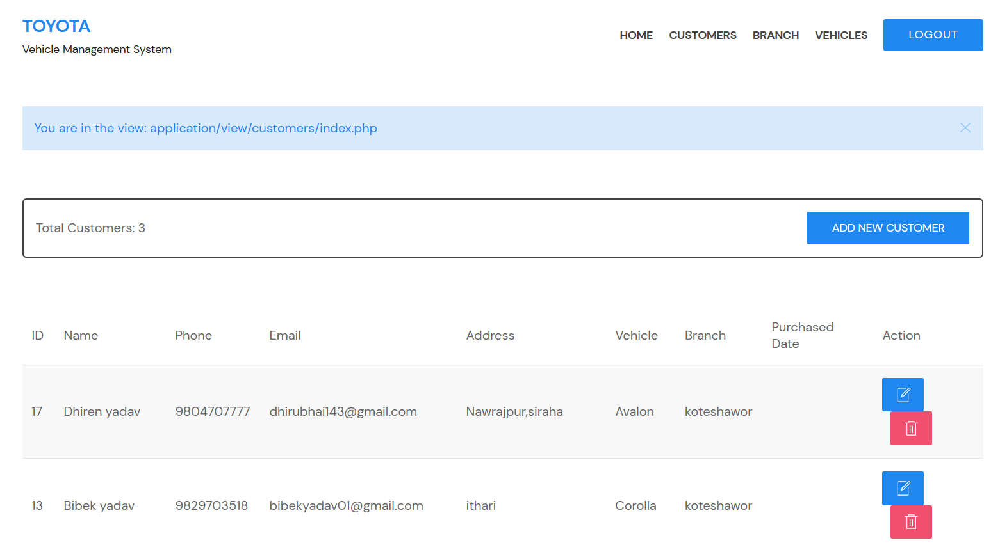 TOYOTA
Vehicle Management System
HOME CUSTOMERS BRANCH VEHICLES LOGOUT
You are in the view: application/view/customers/index.php
Total Customers: 3
ADD NEW CUSTOMER
ID Name Phone Email Address Vehicle Branch Purchased Date Action
17 Dhiren yadav 9804707777 dhirubhai143@gmail.com Nawrajpur,siraha Avalon koteshawor
13 Bibek yadav 9829703518 bibekyadav01@gmail.com ithari Corolla koteshawor